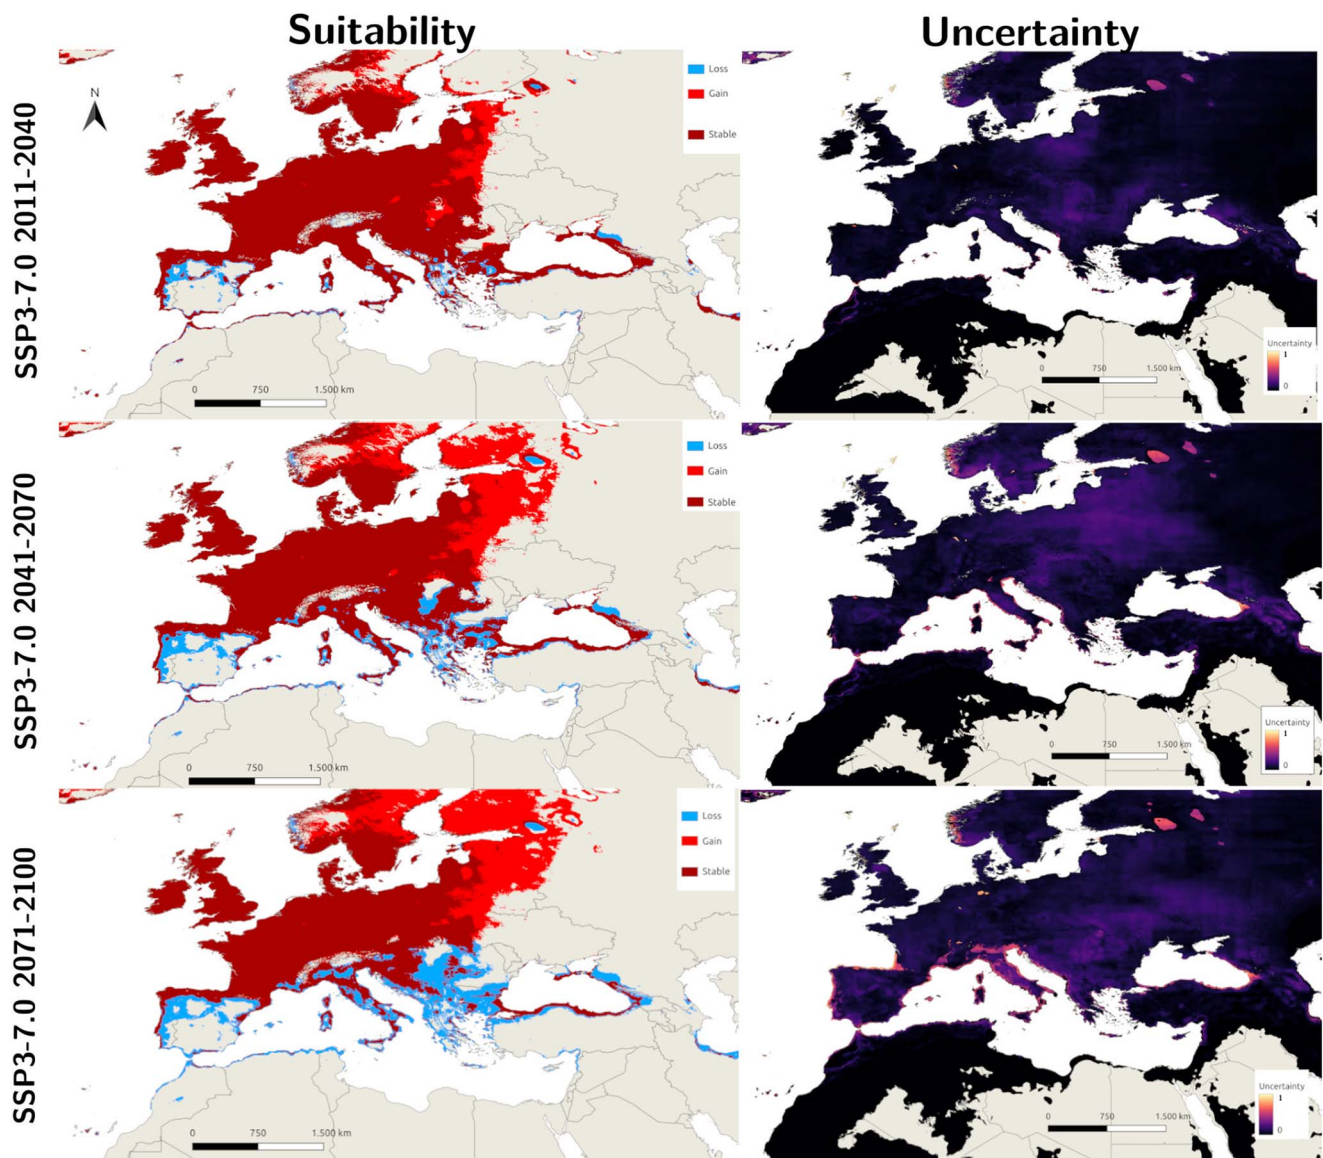 Suitability
Uncertainty
SSP3-7.0 2011-2040
N
Loss
Gain
Stable
0 750 1.500 km
Uncertainty
1
0
0 750 1.500 km
SSP3-7.0 2041-2070
Loss
Gain
Stable
0 750 1.500 km
Uncertainty
1
0
0 750 1.500 km
SSP3-7.0 2071-2100
Loss
Gain
Stable
0 750 1.500 km
Uncertainty
1
0
0 750 1.500 km